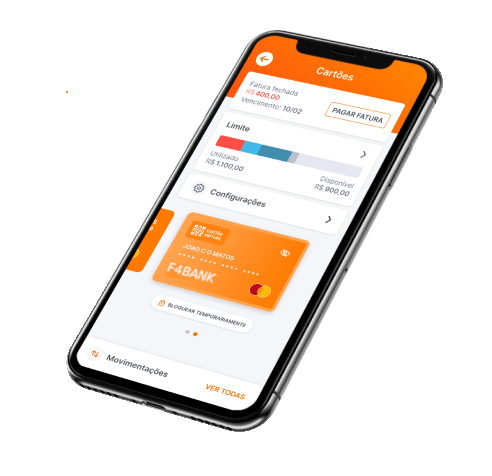 Cartões
Fatura fechada
R$ 400,00
Vencimento: 10/02
PAGAR FATURA
Limite
Utilizado
R$ 1.100,00
Disponível
R$ 900,00
Configurações
CARTÃO
VIRTUAL
JOAO C O MATOS
**** **** **** ****
F4BANK
BLOQUEAR TEMPORARIAMENTE
Movimentações
VER TODAS